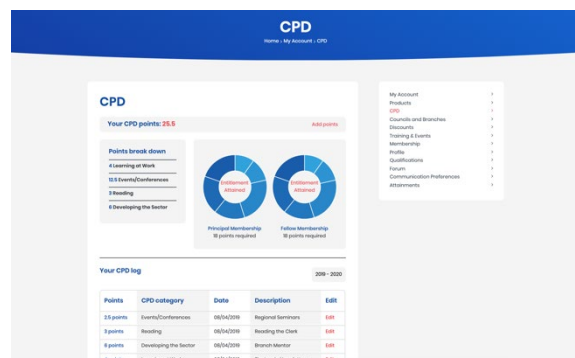 CPD
Home . My Account . CPD
CPD
Your CPD points: 25.5
Add points
Points break down
4 Learning at Work
12.5 Events/Conferences
3 Reading
6 Developing the Sector
Entitlement
Attained
Entitlement
Attained
Principal Membership
18 points required
Fellow Membership
18 points required
Your CPD log
2019 - 2020
Points CPD category Date Description Edit
2.5 points Events/Conferences 08/04/2019 Regional Seminars Edit
3 points Reading 08/04/2019 Reading the Clerk Edit
6 points Developing the Sector 08/04/2019 Branch Mentor Edit
My Account
Products
CPD
Councils and Branches
Discounts
Training & Events
Membership
Profile
Qualifications
Forum
Communication Preferences
Attainments